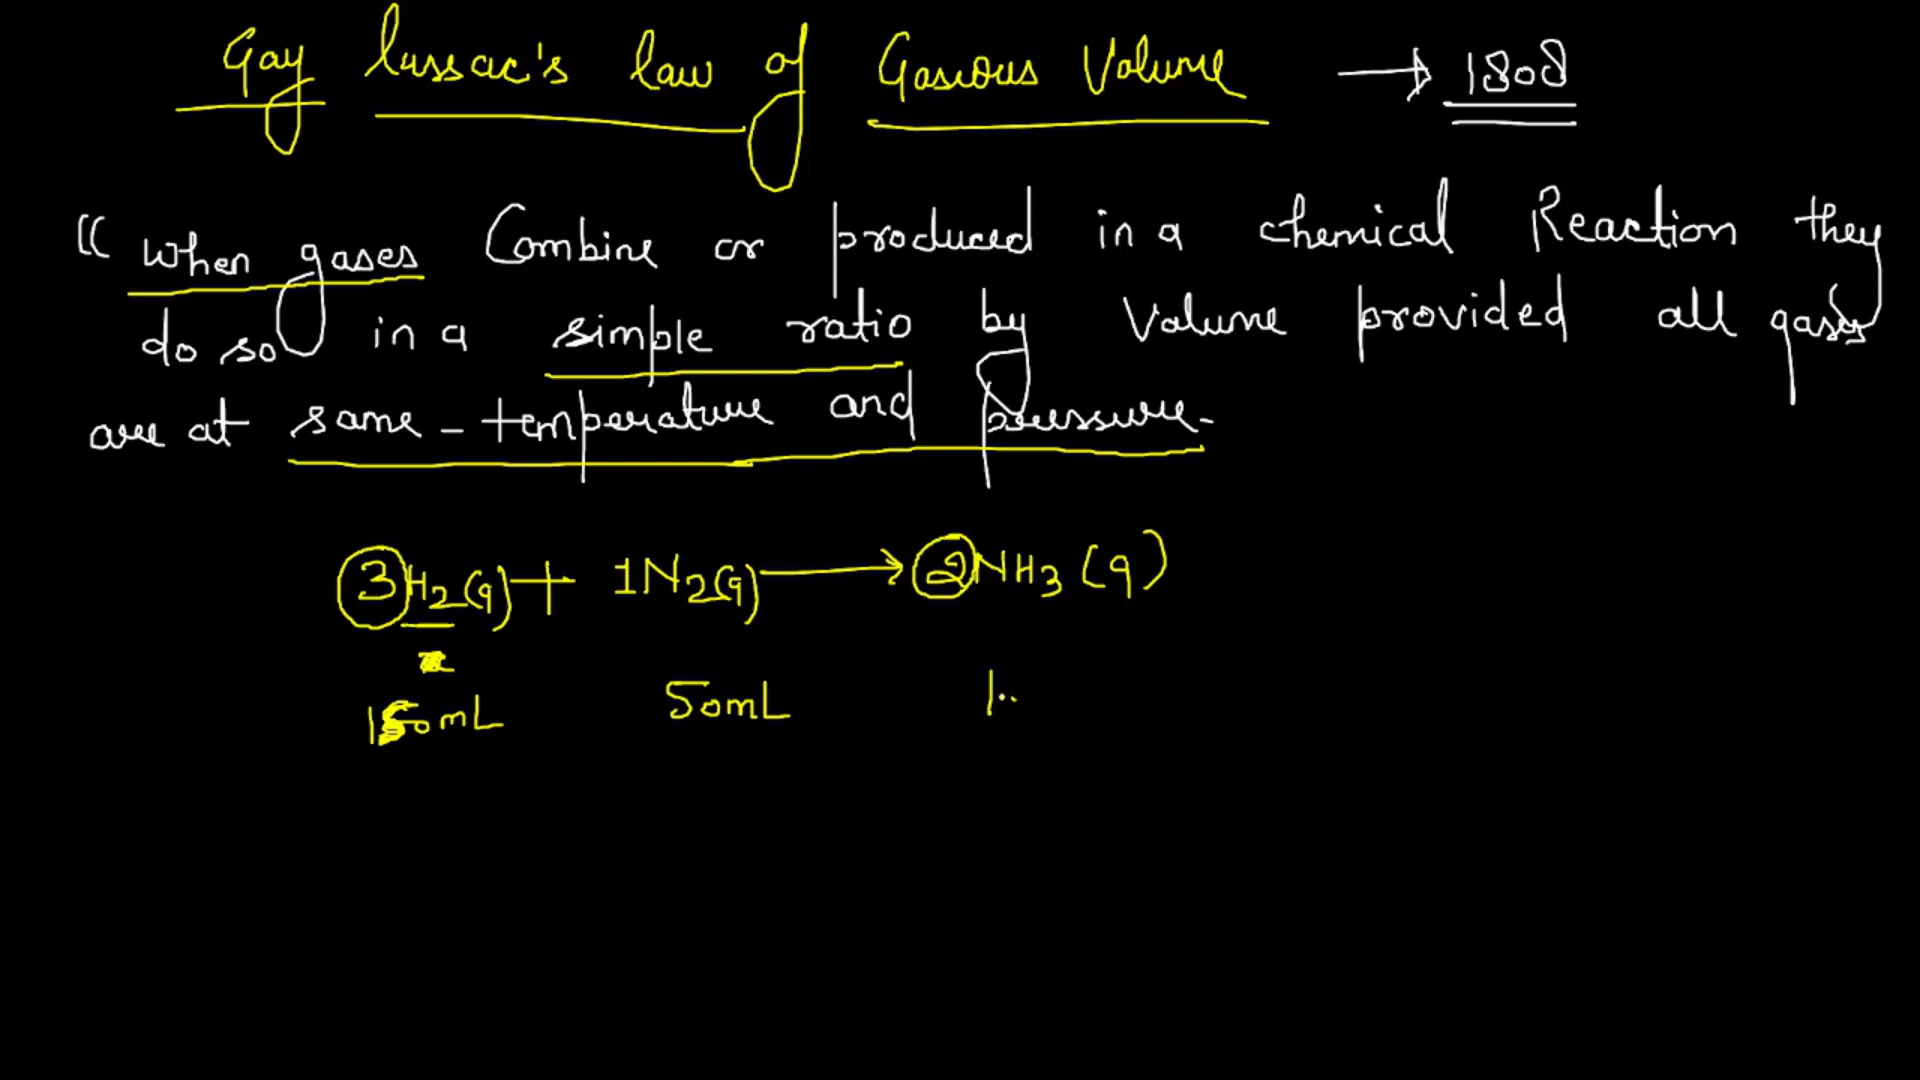 Gay lussac's law of Gaseous Volume → 1808
“ when gases Combine or produced in a chemical Reaction they
do so in a simple ratio by Volume provided all gases
are at same temperature and pressure.
3H2(g) + 1N2(g) → 2NH3(g)
150mL 50mL